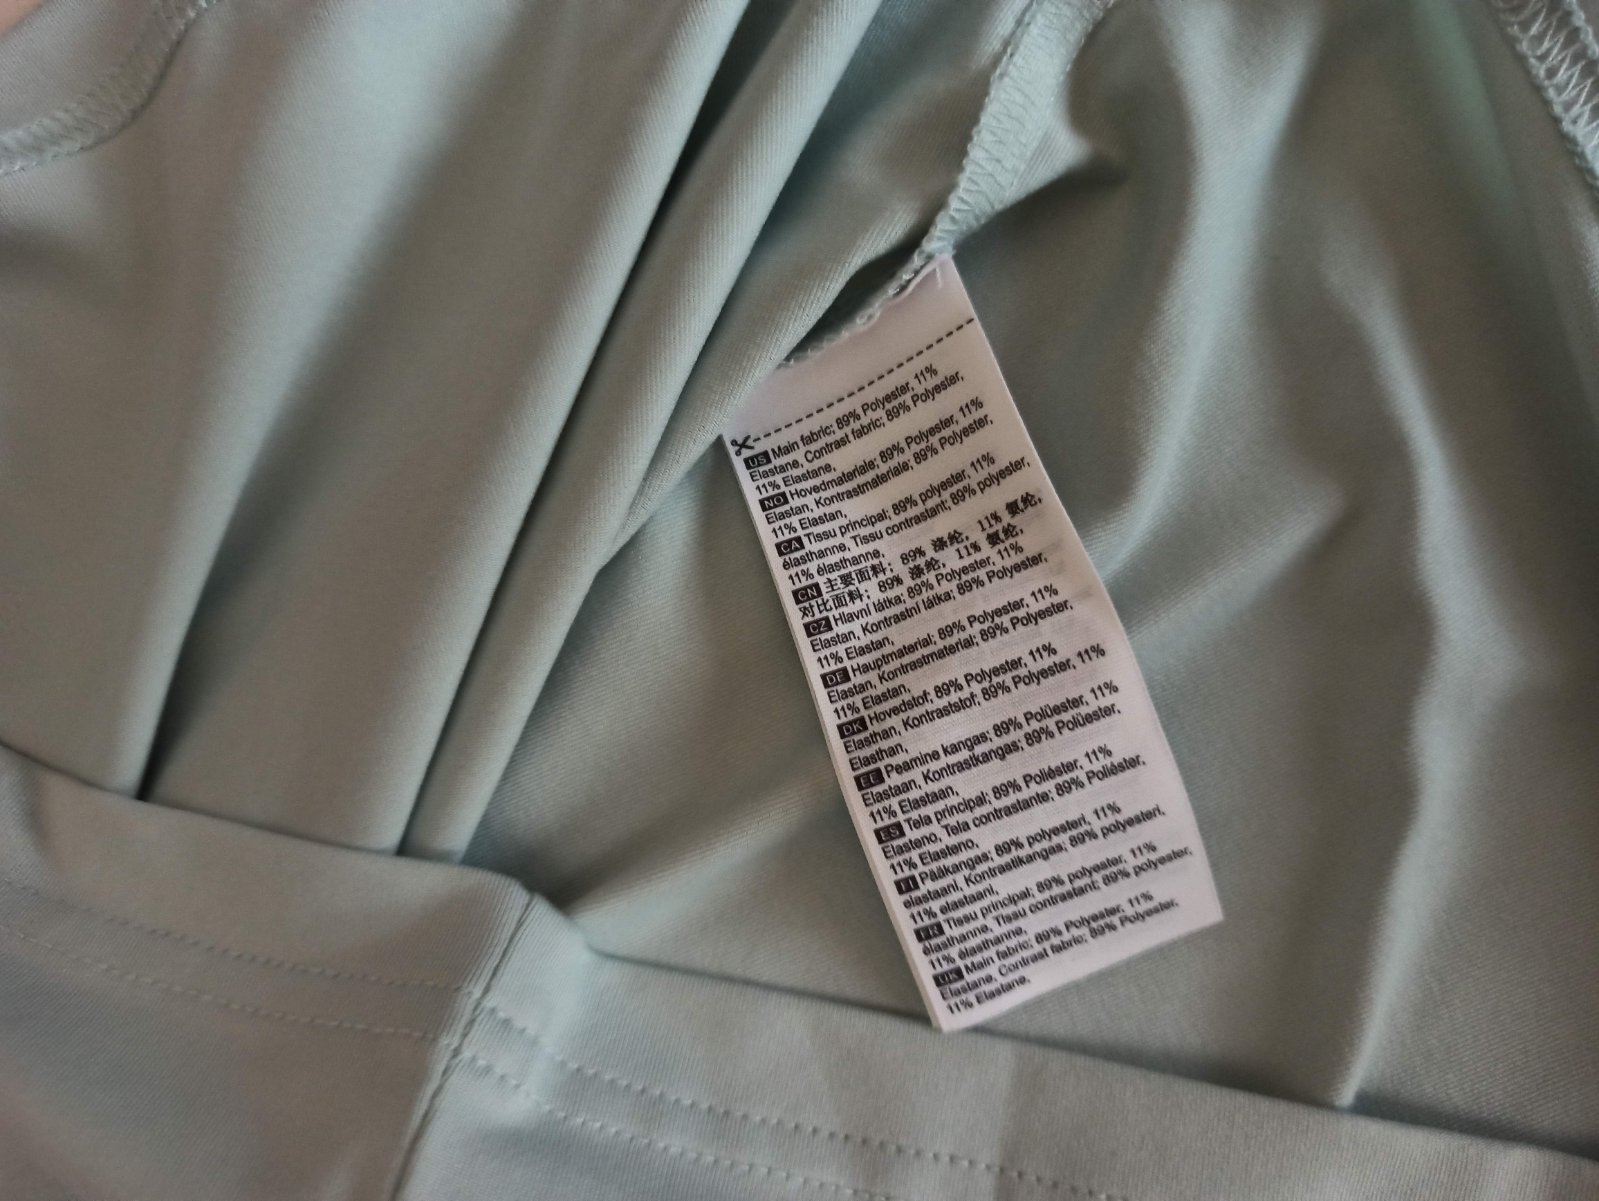 US Main fabric; 89% Polyester, 11%
Elastane, Contrast fabric; 89% Polyester,
11% Elastane,
NO Hovedmateriale; 89% Polyester, 11%
Elastan, Kontrastmateriale; 89% Polyester,
11% Elastan,
CA Tissu principal; 89% polyester, 11%
élasthanne, Tissu contrastant; 89% polyester,
11% élasthanne,
CN 主要面料; 89% 涤纶, 11% 氨纶,
对比面料; 89% 涤纶, 11% 氨纶,
CZ Hlavní látka; 89% Polyester, 11%
Elastan, Kontrastní látka; 89% Polyester,
11% Elastan,
DE Hauptmaterial; 89% Polyester, 11%
Elastan, Kontrastmaterial; 89% Polyester,
11% Elastan,
DK Hovedstof; 89% Polyester, 11%
Elasthan, Kontraststof; 89% Polyester, 11%
Elasthan,
EE Peamine kangas; 89% Polüester, 11%
Elastaan, Kontrastkangas; 89% Polüester,
11% Elastaan,
ES Tela principal; 89% Poliéster, 11%
Elasteno, Tela contrastante; 89% Poliéster,
11% Elasteno,
FI Pääkangas; 89% polyesteri, 11%
elastaani, Kontrastikangas; 89% polyesteri,
11% elastaani,
FR Tissu principal; 89% polyester, 11%
élasthanne, Tissu contrastant; 89% polyester,
11% élasthanne,
UK Main fabric; 89% Polyester, 11%
Elastane, Contrast fabric; 89% Polyester,
11% Elastane,